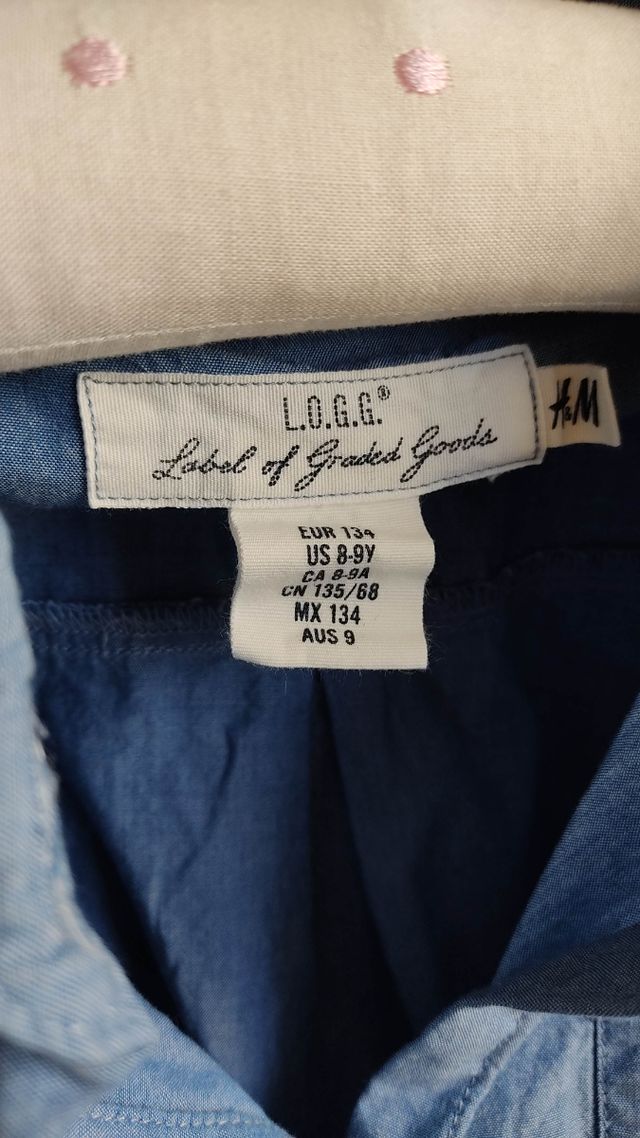 L.O.G.G.®
Label of Graded Goods
H&M
EUR 134
US 8-9Y
CA 8-9A
CN 135/68
MX 134
AUS 9